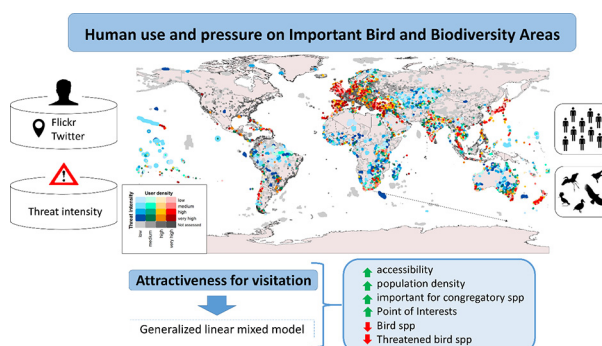 Human use and pressure on Important Bird and Biodiversity Areas
Flickr
Twitter
Threat intensity
User density
Threat Intensity
low
medium
high
very high
Not assessed
low
medium
high
very high
Attractiveness for visitation
Generalized linear mixed model
accessibility
population density
important for congregatory spp
Point of Interests
Bird spp
Threatened bird spp